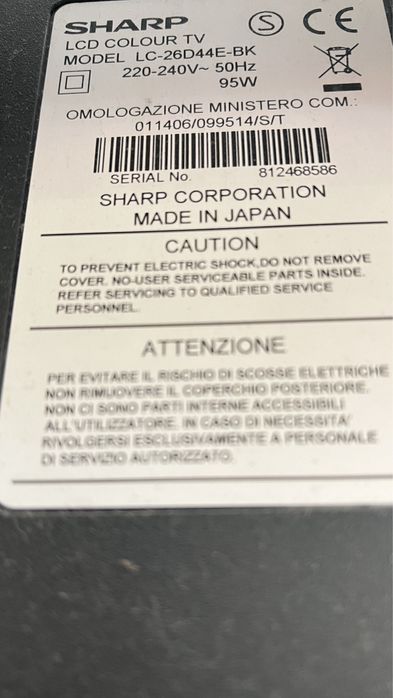 SHARP
LCD COLOUR TV
MODEL LC-26D44E-BK
220-240V~ 50Hz
95W
S CE
OMOLOGAZIONE MINISTERO COM.:
011406/099514/S/T
SERIAL No. 812468586
SHARP CORPORATION
MADE IN JAPAN
CAUTION
TO PREVENT ELECTRIC SHOCK,DO NOT REMOVE
COVER. NO-USER SERVICEABLE PARTS INSIDE.
REFER SERVICING TO QUALIFIED SERVICE
PERSONNEL.
ATTENZIONE
PER EVITARE IL RISCHIO DI SCOSSE ELETTRICHE
NON RIMUOVERE IL COPERCHIO POSTERIORE.
NON CI SONO PARTI INTERNE ACCESSIBILI
ALL'UTILIZZATORE. IN CASO DI NECESSITA'
RIVOLGERSI ESCLUSIVAMENTE A PERSONALE
DI SERVIZIO AUTORIZZATO.